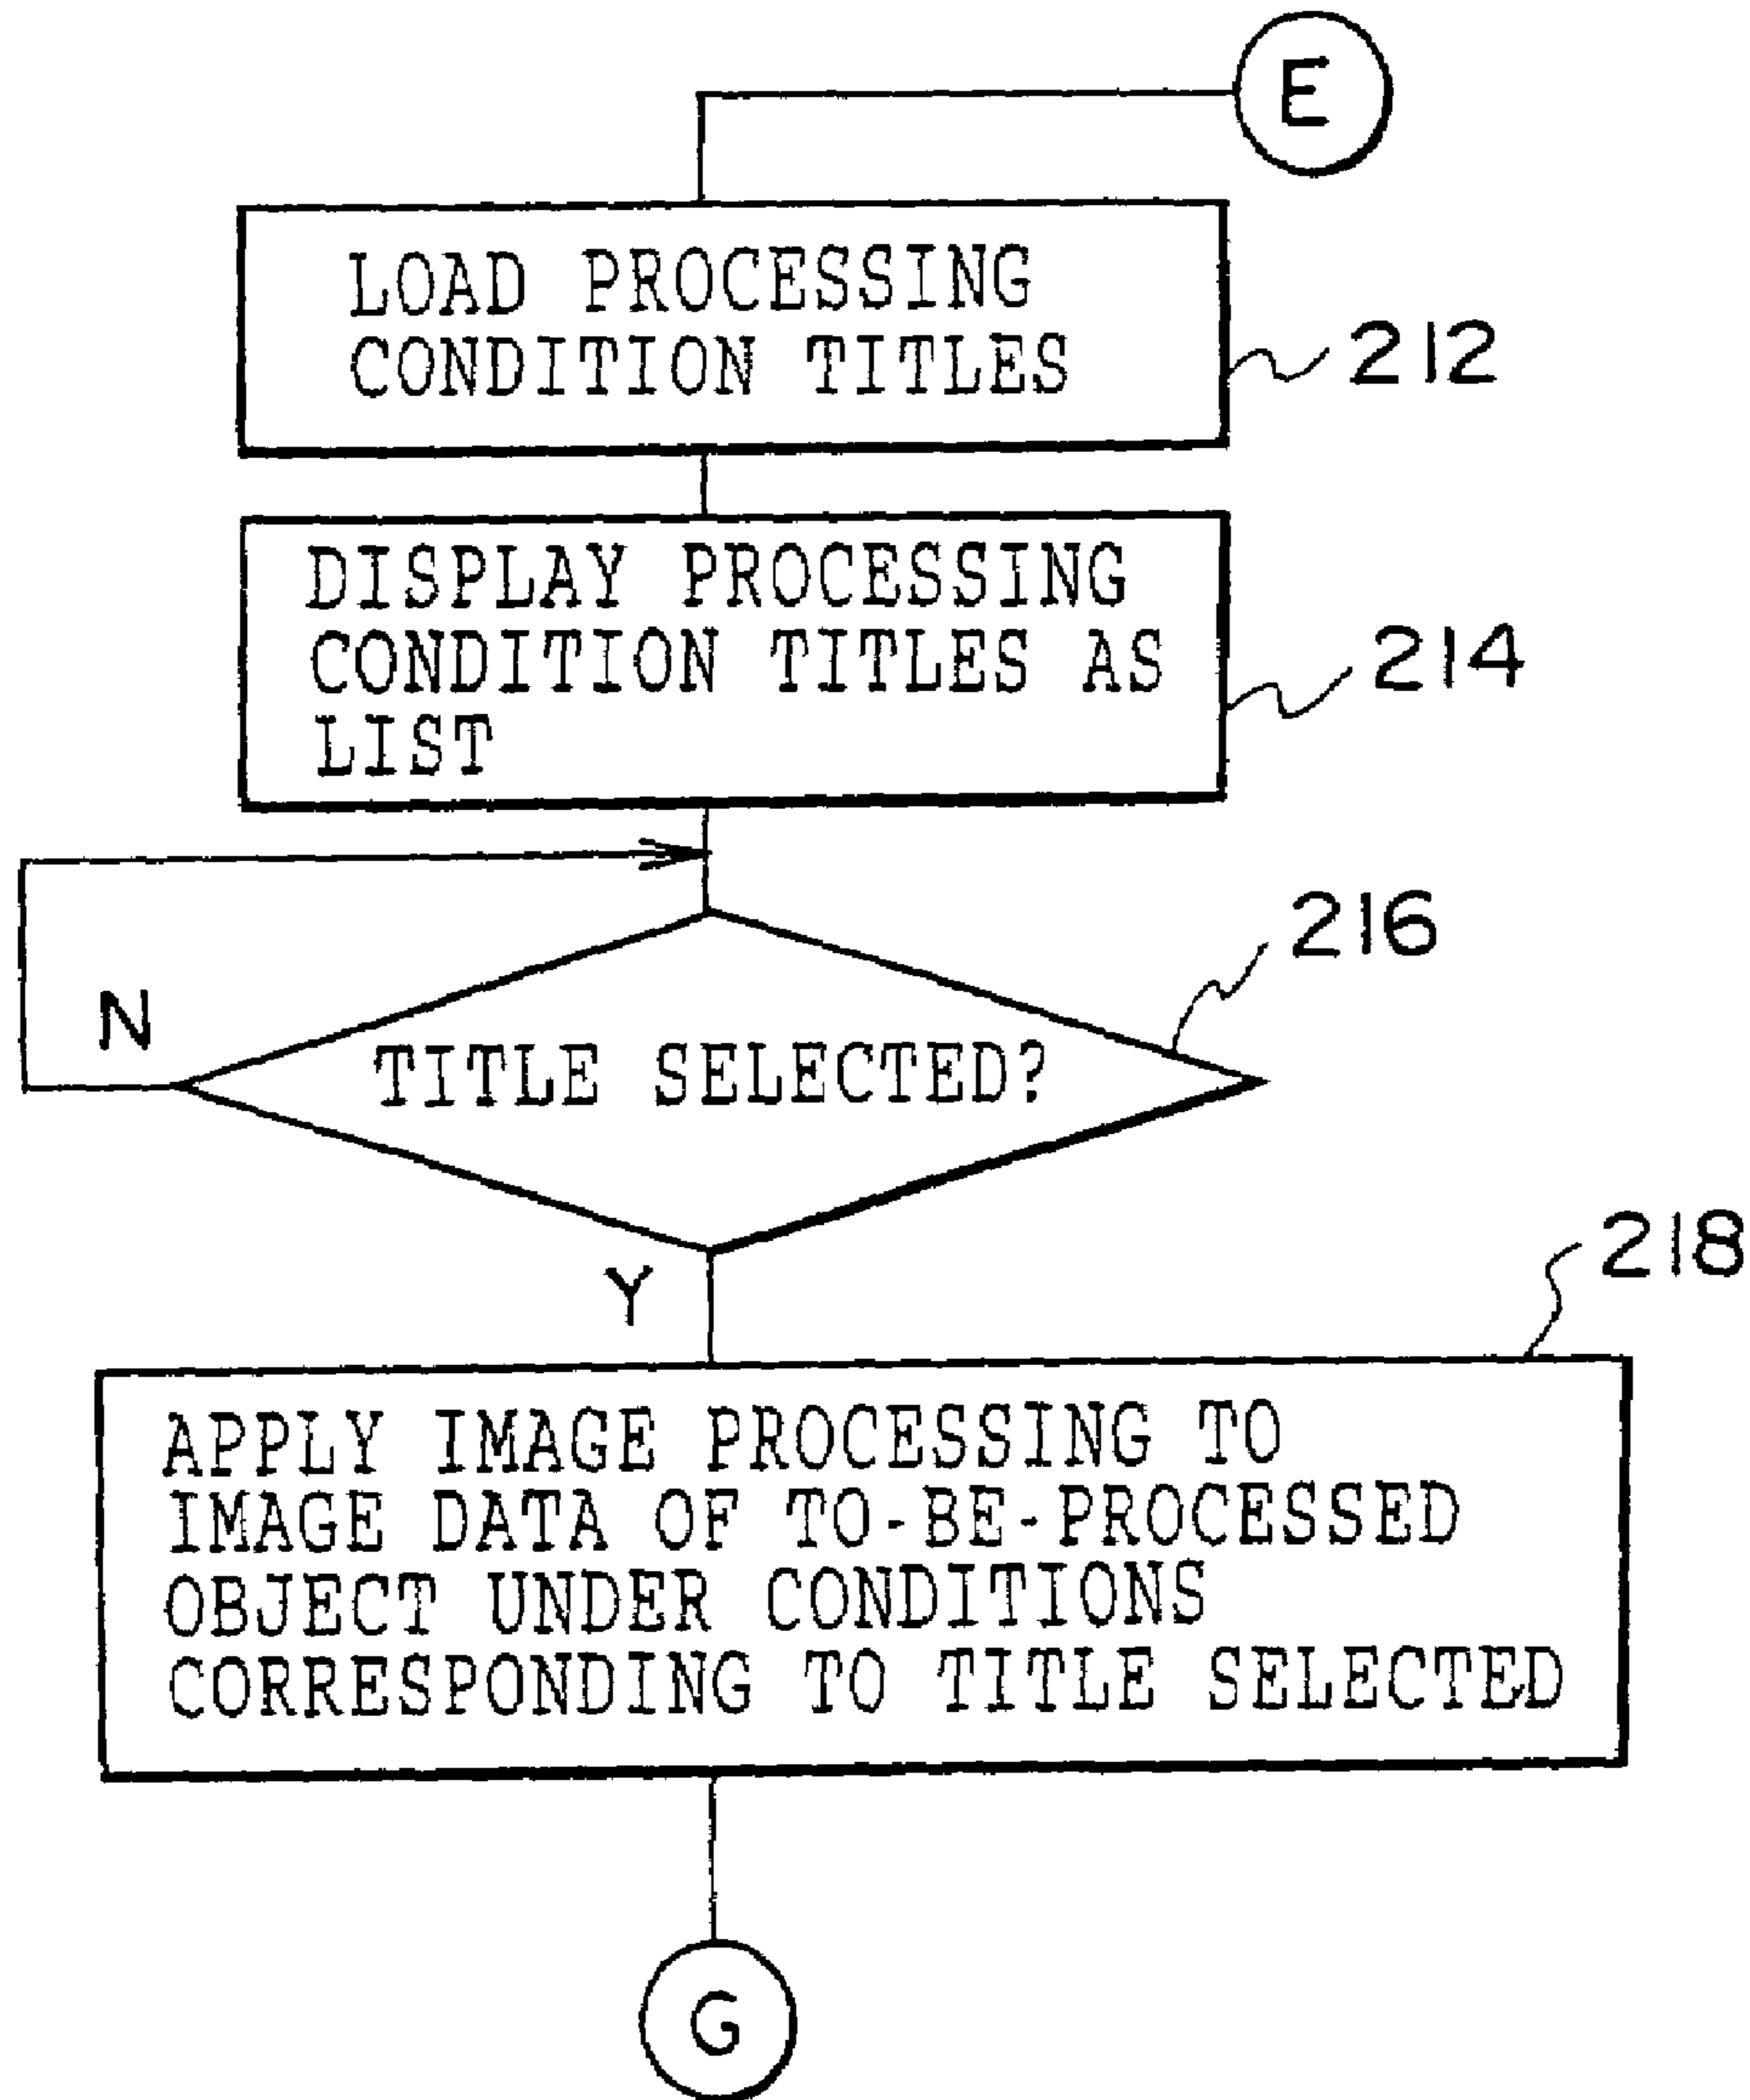 E
LOAD PROCESSING
CONDITION TITLES
212
DISPLAY PROCESSING
CONDITION TITLES AS
LIST
214
216
N
TITLE SELECTED?
Y
218
APPLY IMAGE PROCESSING TO
IMAGE DATA OF TO-BE-PROCESSED
OBJECT UNDER CONDITIONS
CORRESPONDING TO TITLE SELECTED
G